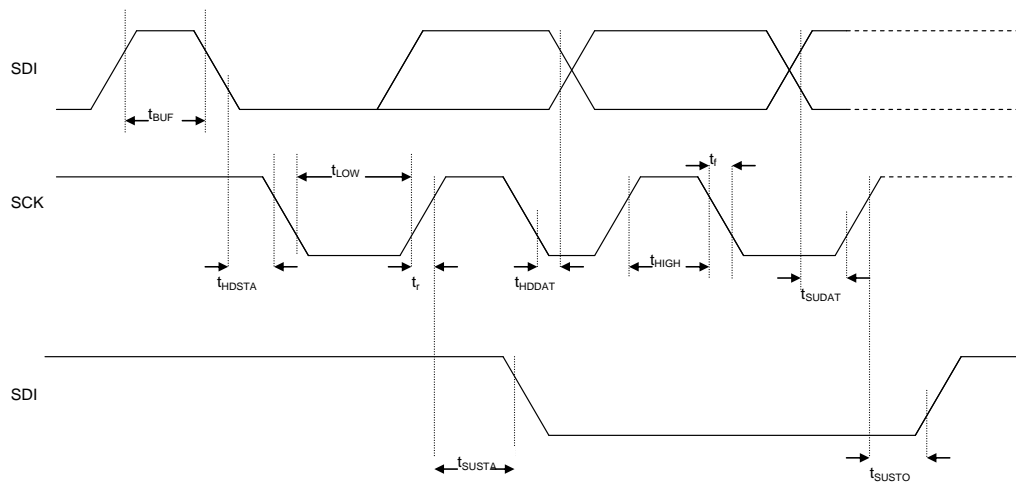 SDI
tBUF
tLOW
tf
SCK
tHDSTA
tr
tHDDAT
tHIGH
tSUDAT
SDI
tSUSTA
tSUSTO